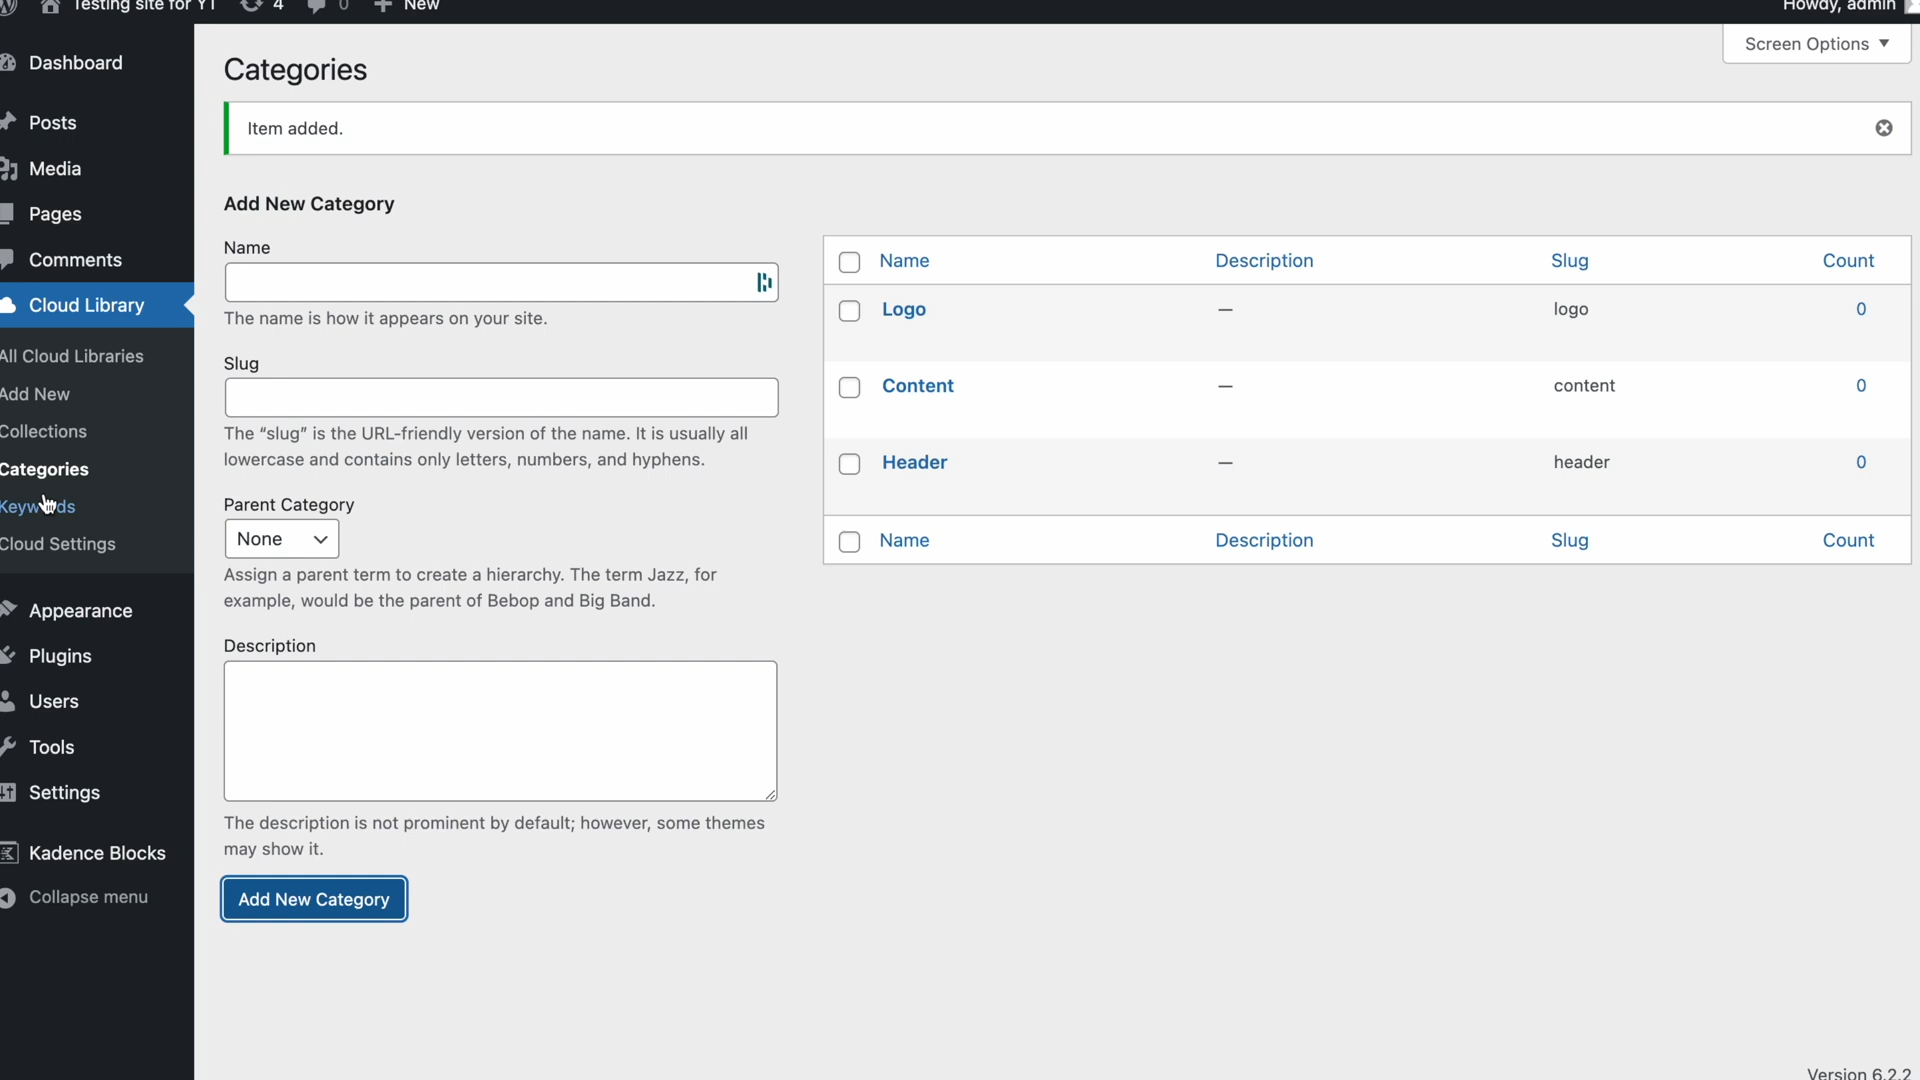 Testing site for YT 4 0 New Howdy, admin
Screen Options
Dashboard
Posts
Media
Pages
Comments
Cloud Library
All Cloud Libraries
Add New
Collections
Categories
Keywords
Cloud Settings
Appearance
Plugins
Users
Tools
Settings
Kadence Blocks
Collapse menu
Categories
Item added.
Add New Category
Name
The name is how it appears on your site.
Slug
The “slug” is the URL-friendly version of the name. It is usually all
lowercase and contains only letters, numbers, and hyphens.
Parent Category
None
Assign a parent term to create a hierarchy. The term Jazz, for
example, would be the parent of Bebop and Big Band.
Description
The description is not prominent by default; however, some themes
may show it.
Add New Category
Name Description Slug Count
Logo — logo 0
Content — content 0
Header — header 0
Name Description Slug Count
Version 6.2.2